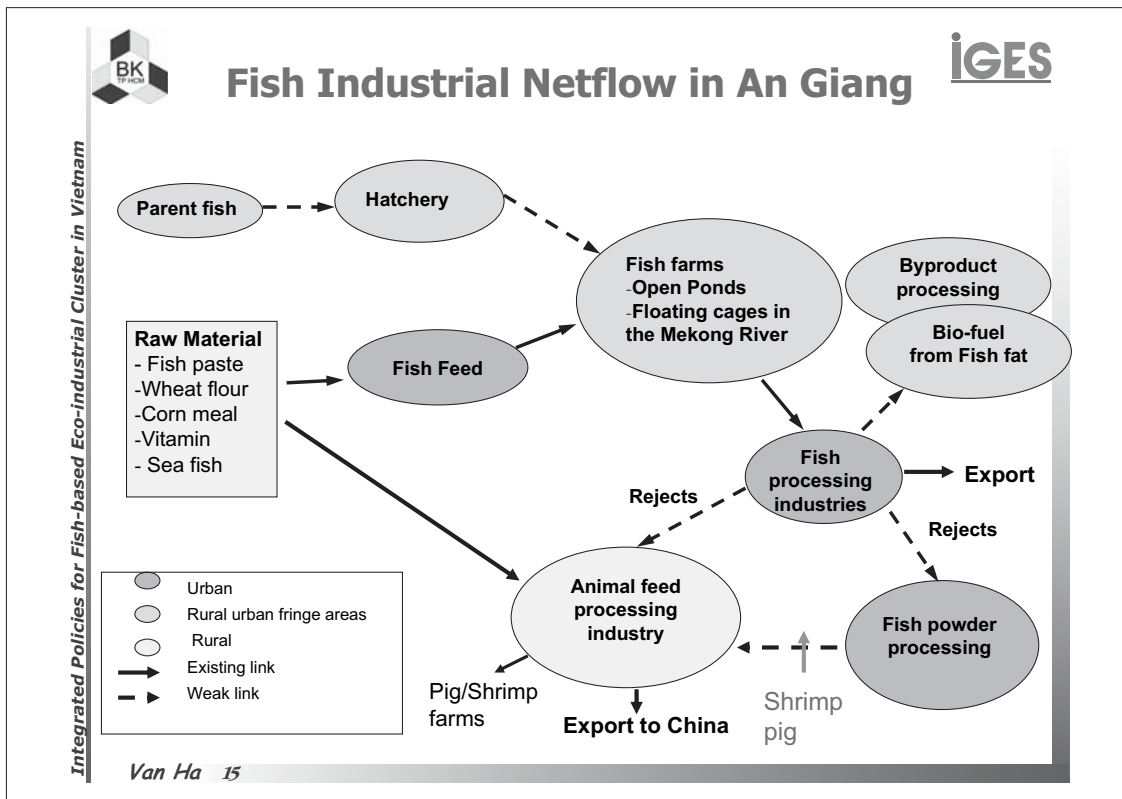 BK
TP HCM
Fish Industrial Netflow in An Giang
iGES
Integrated Policies for Fish-based Eco-industrial Cluster in Vietnam
Parent fish
Hatchery
Fish farms
-Open Ponds
-Floating cages in
the Mekong River
Byproduct
processing
Bio-fuel
from Fish fat
Raw Material
- Fish paste
-Wheat flour
-Corn meal
-Vitamin
- Sea fish
Fish Feed
Fish
processing
industries
Export
Rejects
Rejects
Animal feed
processing
industry
Fish powder
processing
Urban
Rural urban fringe areas
Rural
Existing link
Weak link
Pig/Shrimp
farms
Export to China
Shrimp
pig
Van Ha 15